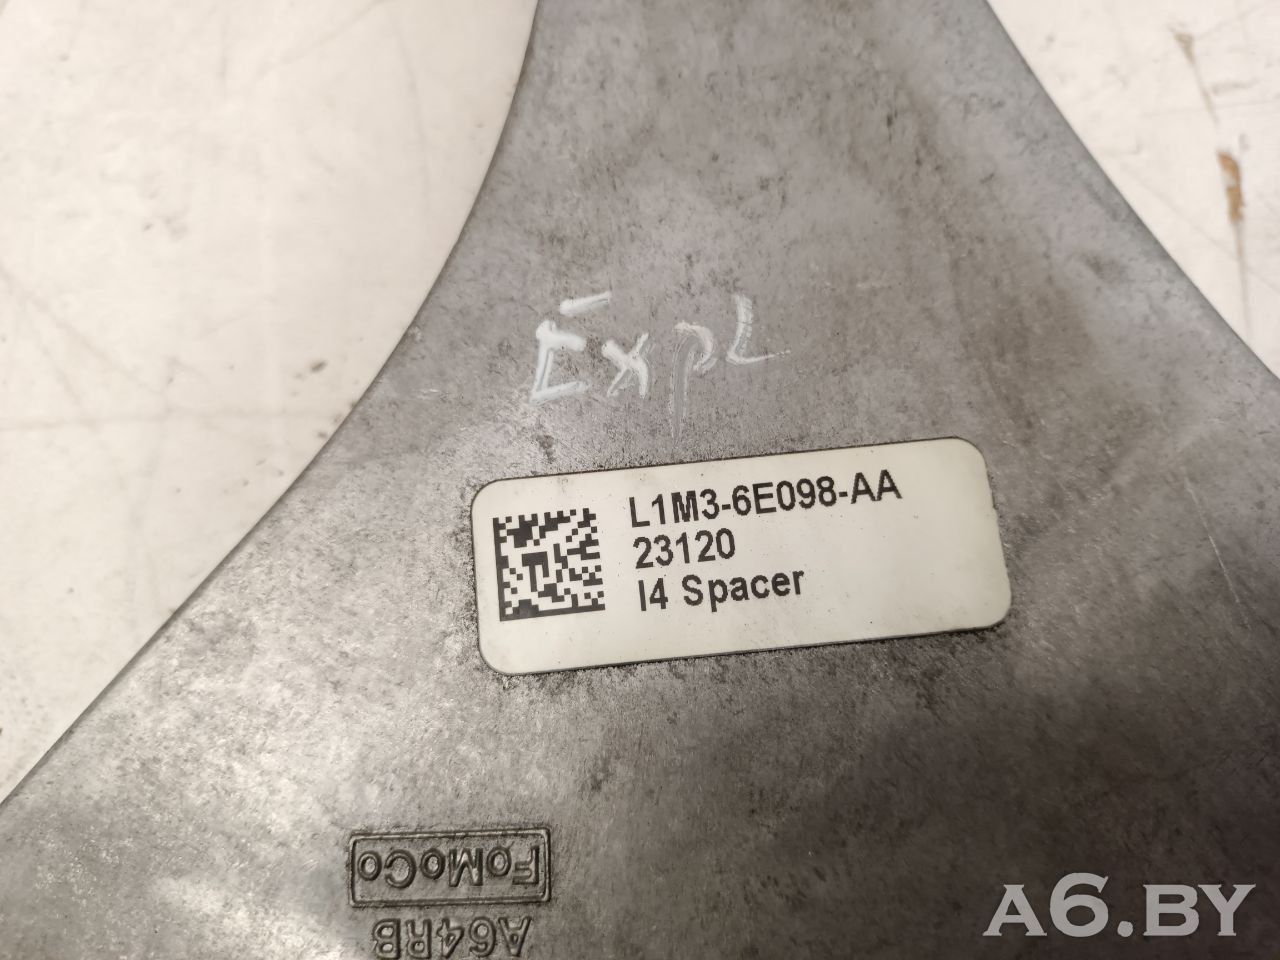 Expl
L1M3-6E098-AA
23120
I4 Spacer
FoMoCo
A64RB
A6.BY